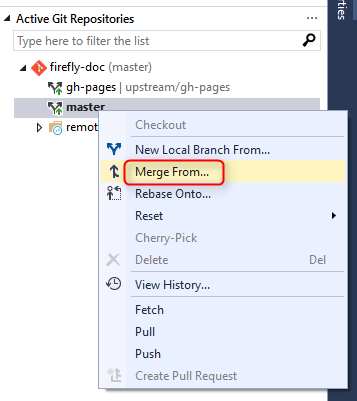 Active Git Repositories
Type here to filter the list
firefly-doc (master)
gh-pages | upstream/gh-pages
master
remot
Checkout
New Local Branch From...
Merge From...
Rebase Onto...
Reset
Cherry-Pick
Delete Del
View History...
Fetch
Pull
Push
Create Pull Request
rties